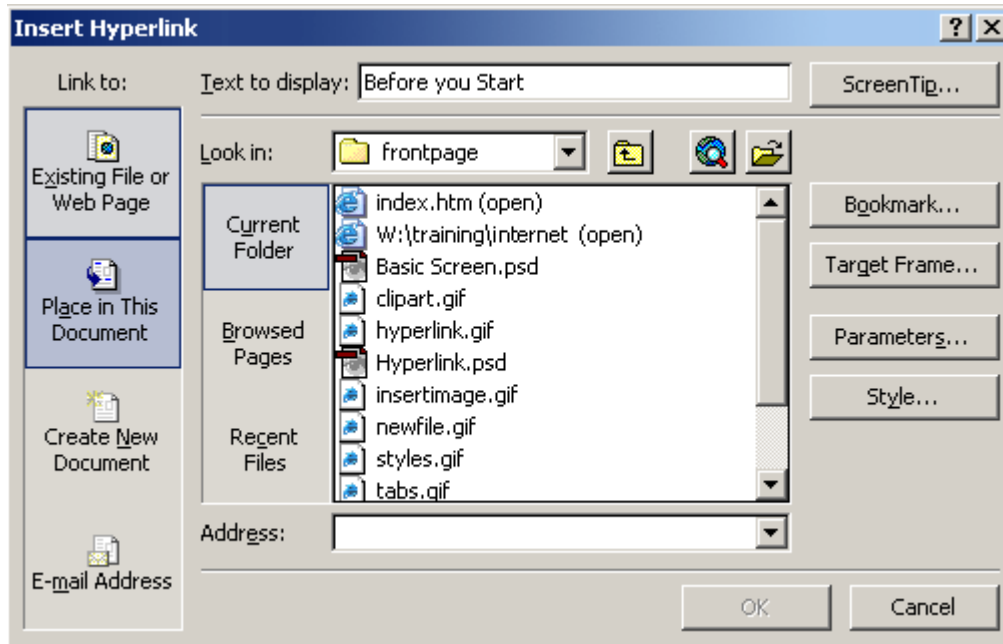 Insert Hyperlink
Link to:
Text to display: Before you Start
ScreenTip...
Existing File or
Web Page
Place in This
Document
Create New
Document
E-mail Address
Look in: frontpage
Current
Folder
Browsed
Pages
Recent
Files
index.htm (open)
W:\training\internet (open)
Basic Screen.psd
clipart.gif
hyperlink.gif
Hyperlink.psd
insertimage.gif
newfile.gif
styles.gif
tabs.gif
Bookmark...
Target Frame...
Parameters...
Style...
Address:
OK
Cancel